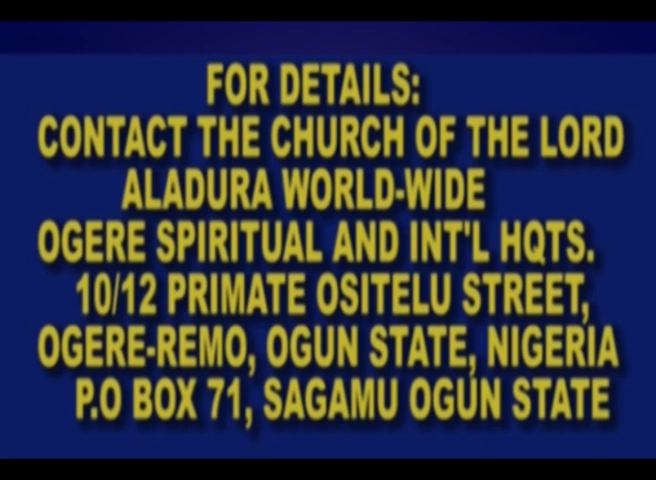 FOR DETAILS:
CONTACT THE CHURCH OF THE LORD
ALADURA WORLD-WIDE
OGERE SPIRITUAL AND INT'L HQTS.
10/12 PRIMATE OSITELU STREET,
OGERE-REMO, OGUN STATE, NIGERIA
P.O BOX 71, SAGAMU OGUN STATE